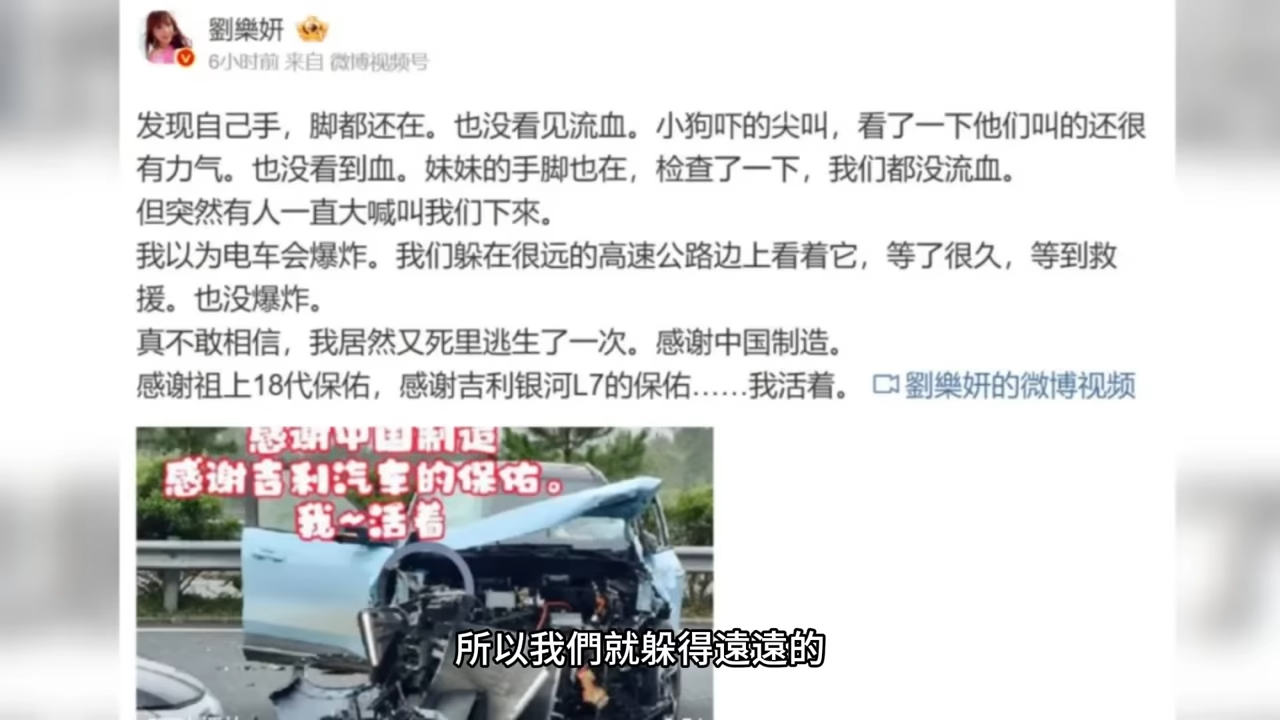 劉樂妍
6小时前 来自 微博视频号
发现自己手，脚都还在。也没看见流血。小狗吓的尖叫，看了一下他们叫的还很
有力气。也没看到血。妹妹的手脚也在，检查了一下，我们都没流血。
但突然有人一直大喊叫我们下來。
我以为电车会爆炸。我们躲在很远的高速公路边上看着它，等了很久，等到救
援。也没爆炸。
真不敢相信，我居然又死里逃生了一次。感谢中国制造。
感谢祖上18代保佑，感谢吉利银河L7的保佑……我活着。 劉樂妍的微博视频
感谢中国制造
感谢吉利汽车的保佑。
我~活着
所以我們就躲得遠遠的